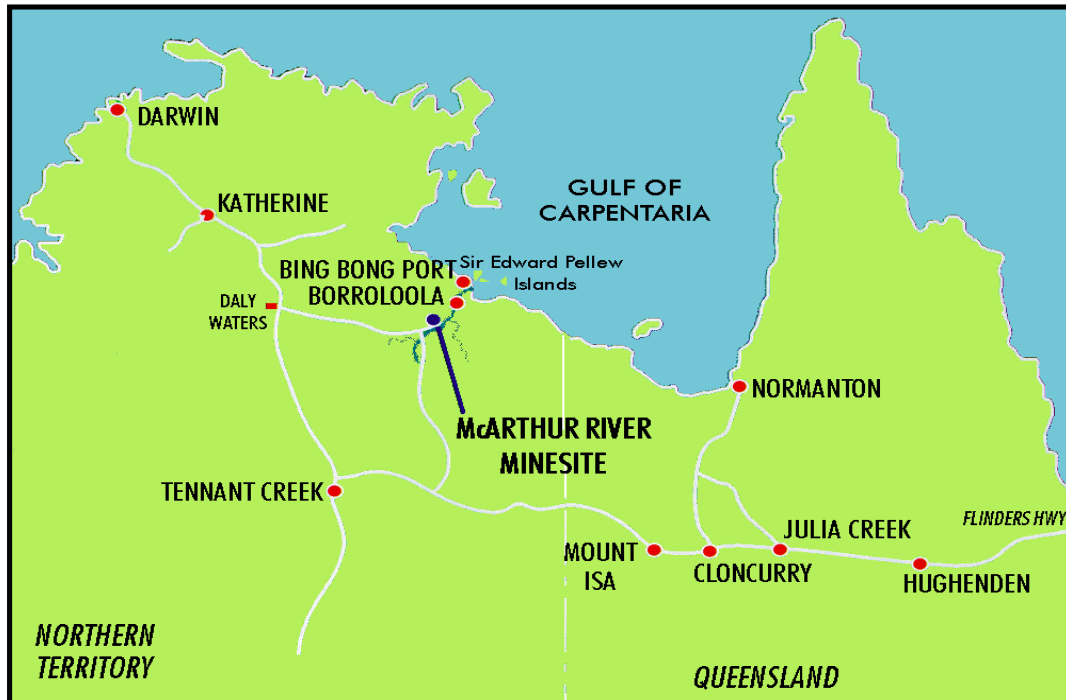 DARWIN
KATHERINE
GULF OF
CARPENTARIA
BING BONG PORT
Sir Edward Pellew
Islands
BORROLOOLA
DALY
WATERS
NORMANTON
McARTHUR RIVER
MINESITE
TENNANT CREEK
FLINDERS HWY
JULIA CREEK
MOUNT
ISA
CLONCURRY
HUGHENDEN
NORTHERN
TERRITORY
QUEENSLAND